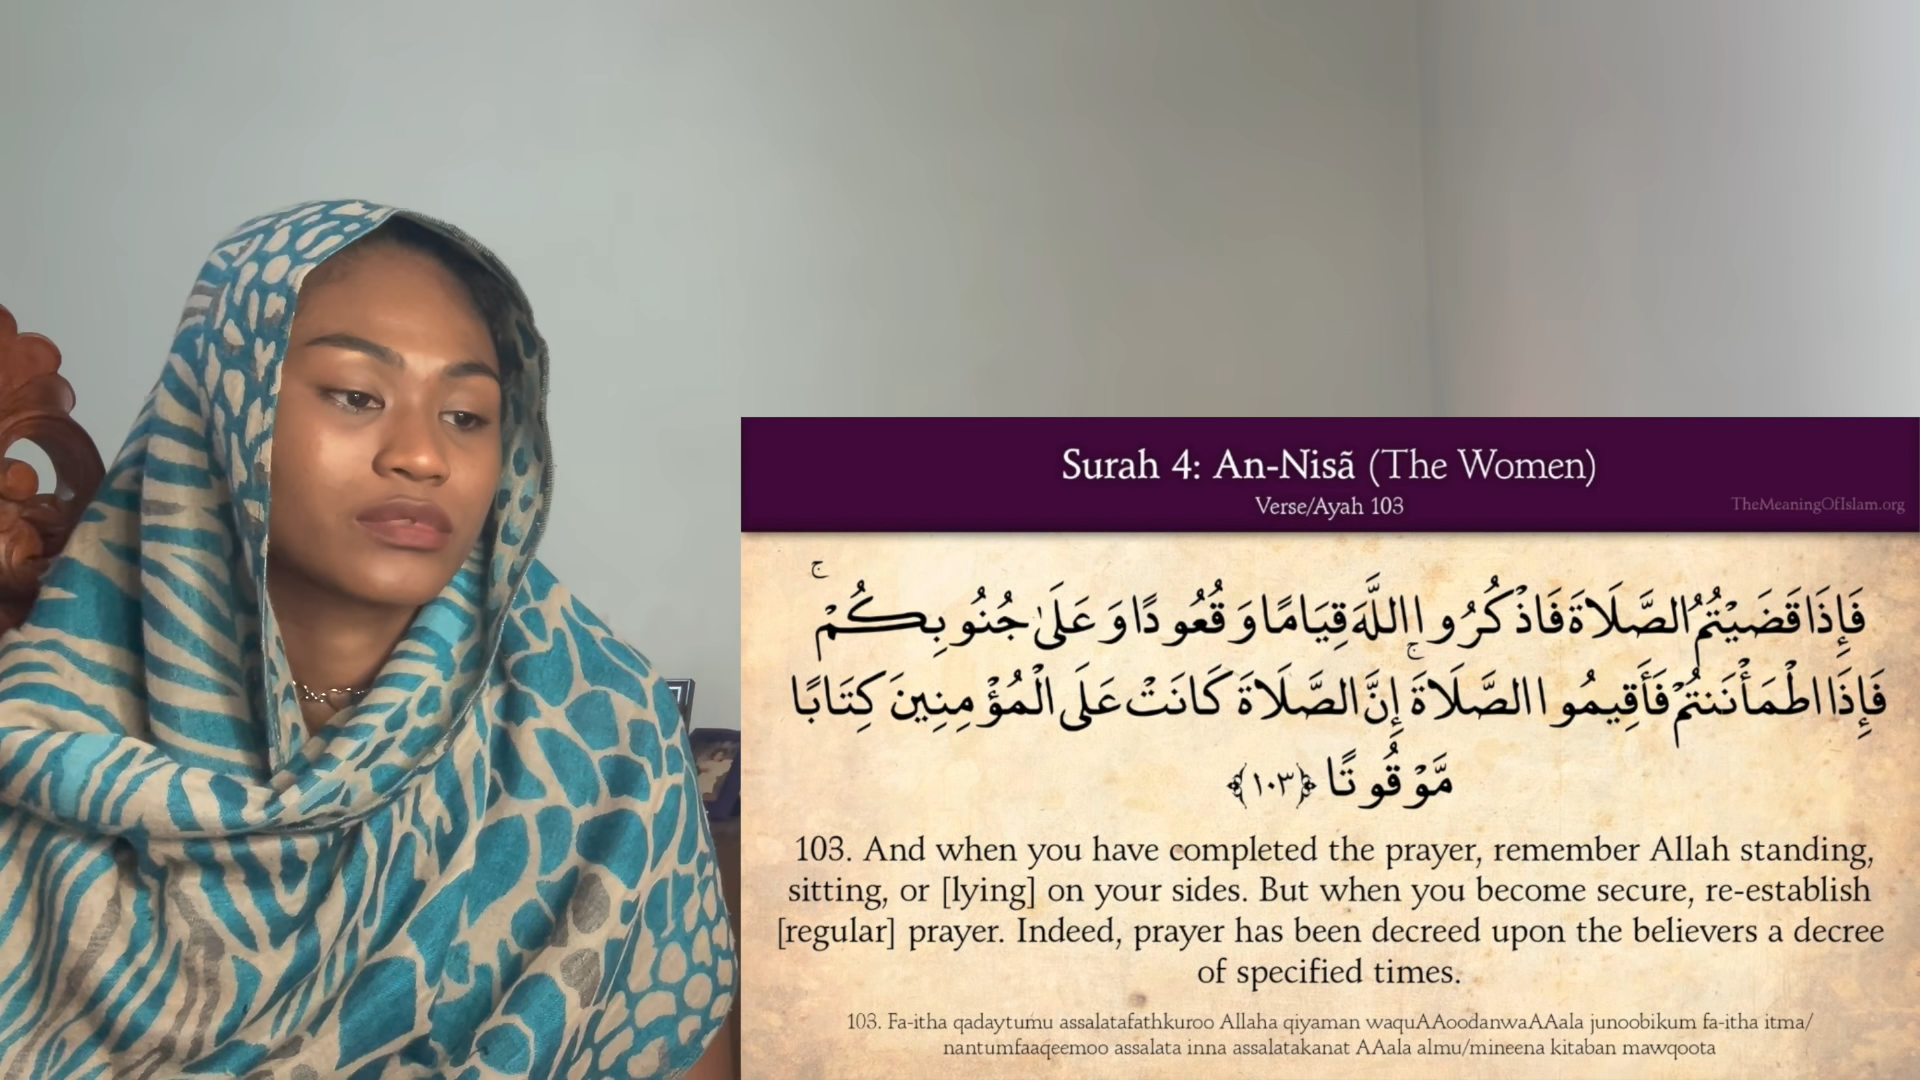 Surah 4: An-Nisã (The Women)
Verse/Ayah 103
TheMeaningOfIslam.org
فَإِذَا قَضَيْتُمُ الصَّلَاةَ فَاذْكُرُوا اللَّهَ قِيَامًا وَقُعُودًا وَعَلَىٰ جُنُوبِكُمْ ۚ
فَإِذَا اطْمَأْنَنتُمْ فَأَقِيمُوا الصَّلَاةَ ۚ إِنَّ الصَّلَاةَ كَانَتْ عَلَى الْمُؤْمِنِينَ كِتَابًا
مَّوْقُوتًا ﴿١٠٣﴾
103. And when you have completed the prayer, remember Allah standing,
sitting, or [lying] on your sides. But when you become secure, re-establish
[regular] prayer. Indeed, prayer has been decreed upon the believers a decree
of specified times.
103. Fa-itha qadaytumu assalatafathkuroo Allaha qiyaman waquAAoodanwaAAala junoobikum fa-itha itma/
nantumfaaqeemoo assalata inna assalatakanat AAala almu/mineena kitaban mawqoota